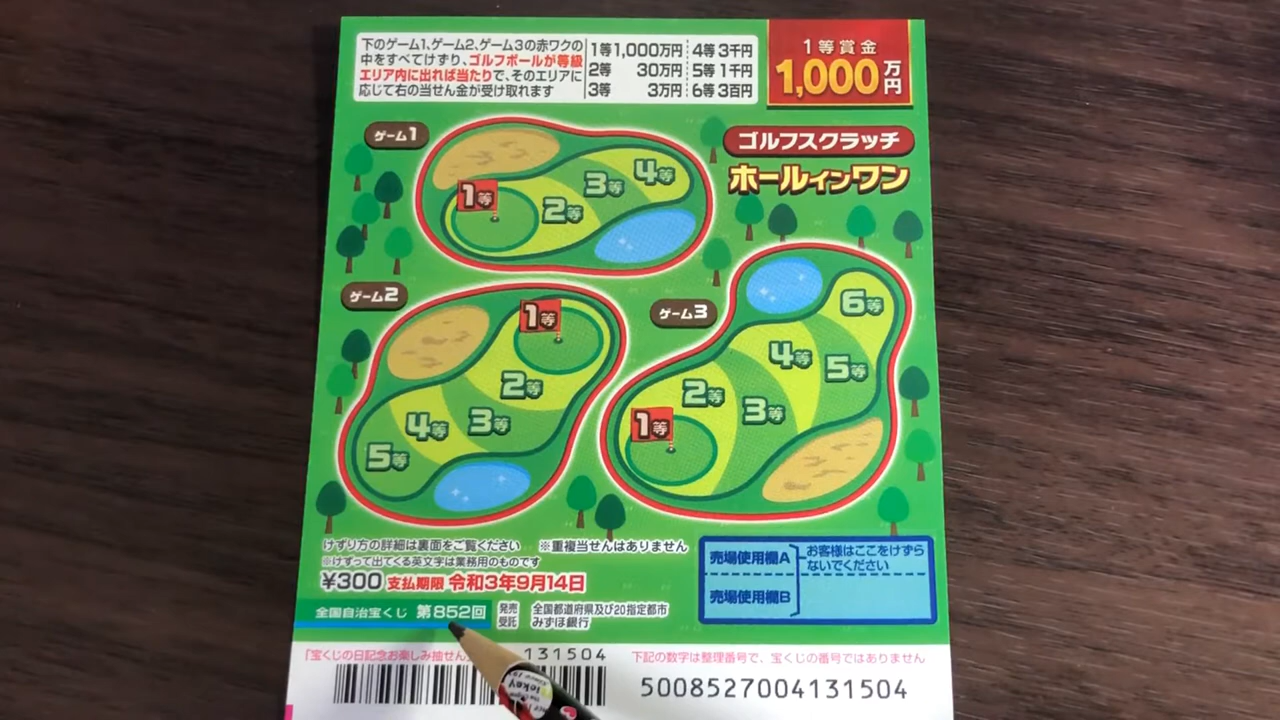 下のゲーム1、ゲーム2、ゲーム3の赤ワクの
中をすべてけずり、ゴルフボールが等級
エリア内に出れば当たりで、そのエリアに
応じて右の当せん金が受け取れます
1等1,000万円 4等3千円
2等 30万円 5等1千円
3等 3万円 6等3百円
1等賞金
1,000万円
ゴルフスクラッチ
ホールインワン
ゲーム1
1等
2等
3等
4等
ゲーム2
1等
2等
3等
4等
5等
ゲーム3
6等
4等
5等
2等
3等
1等
けずり方の詳細は裏面をご覧ください ※重複当せんはありません
※けずって出てくる英文字は業務用のものです
¥300 支払期限 令和3年9月14日
全国自治宝くじ 第852回
発売 全国都道府県及び20指定都市
受託 みずほ銀行
売場使用欄A
売場使用欄B
お客様はここをけずら
ないでください
「宝くじの日記念お楽しみ抽せん
131504
下記の数字は整理番号で、宝くじの番号ではありません
5008527004131504